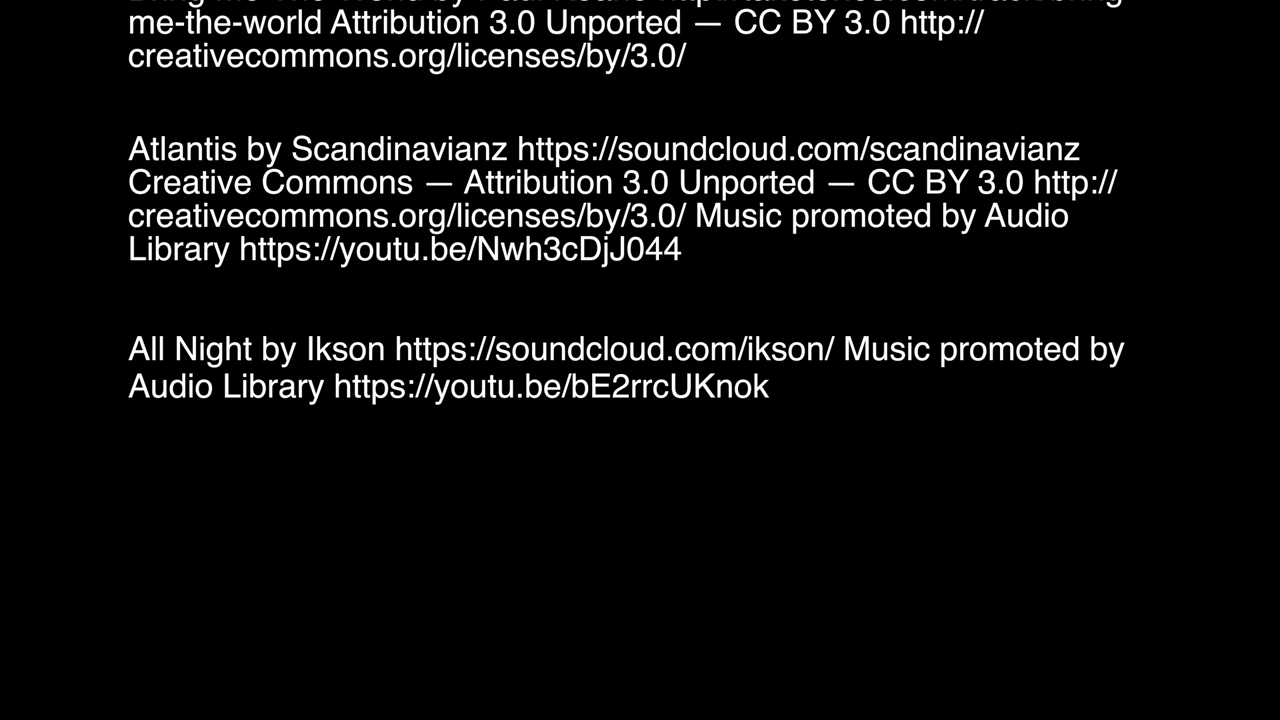 me-the-world Attribution 3.0 Unported — CC BY 3.0 http://
creativecommons.org/licenses/by/3.0/
Atlantis by Scandinavianz https://soundcloud.com/scandinavianz
Creative Commons — Attribution 3.0 Unported — CC BY 3.0 http://
creativecommons.org/licenses/by/3.0/ Music promoted by Audio
Library https://youtu.be/Nwh3cDjJ044
All Night by Ikson https://soundcloud.com/ikson/ Music promoted by
Audio Library https://youtu.be/bE2rrcUKnok